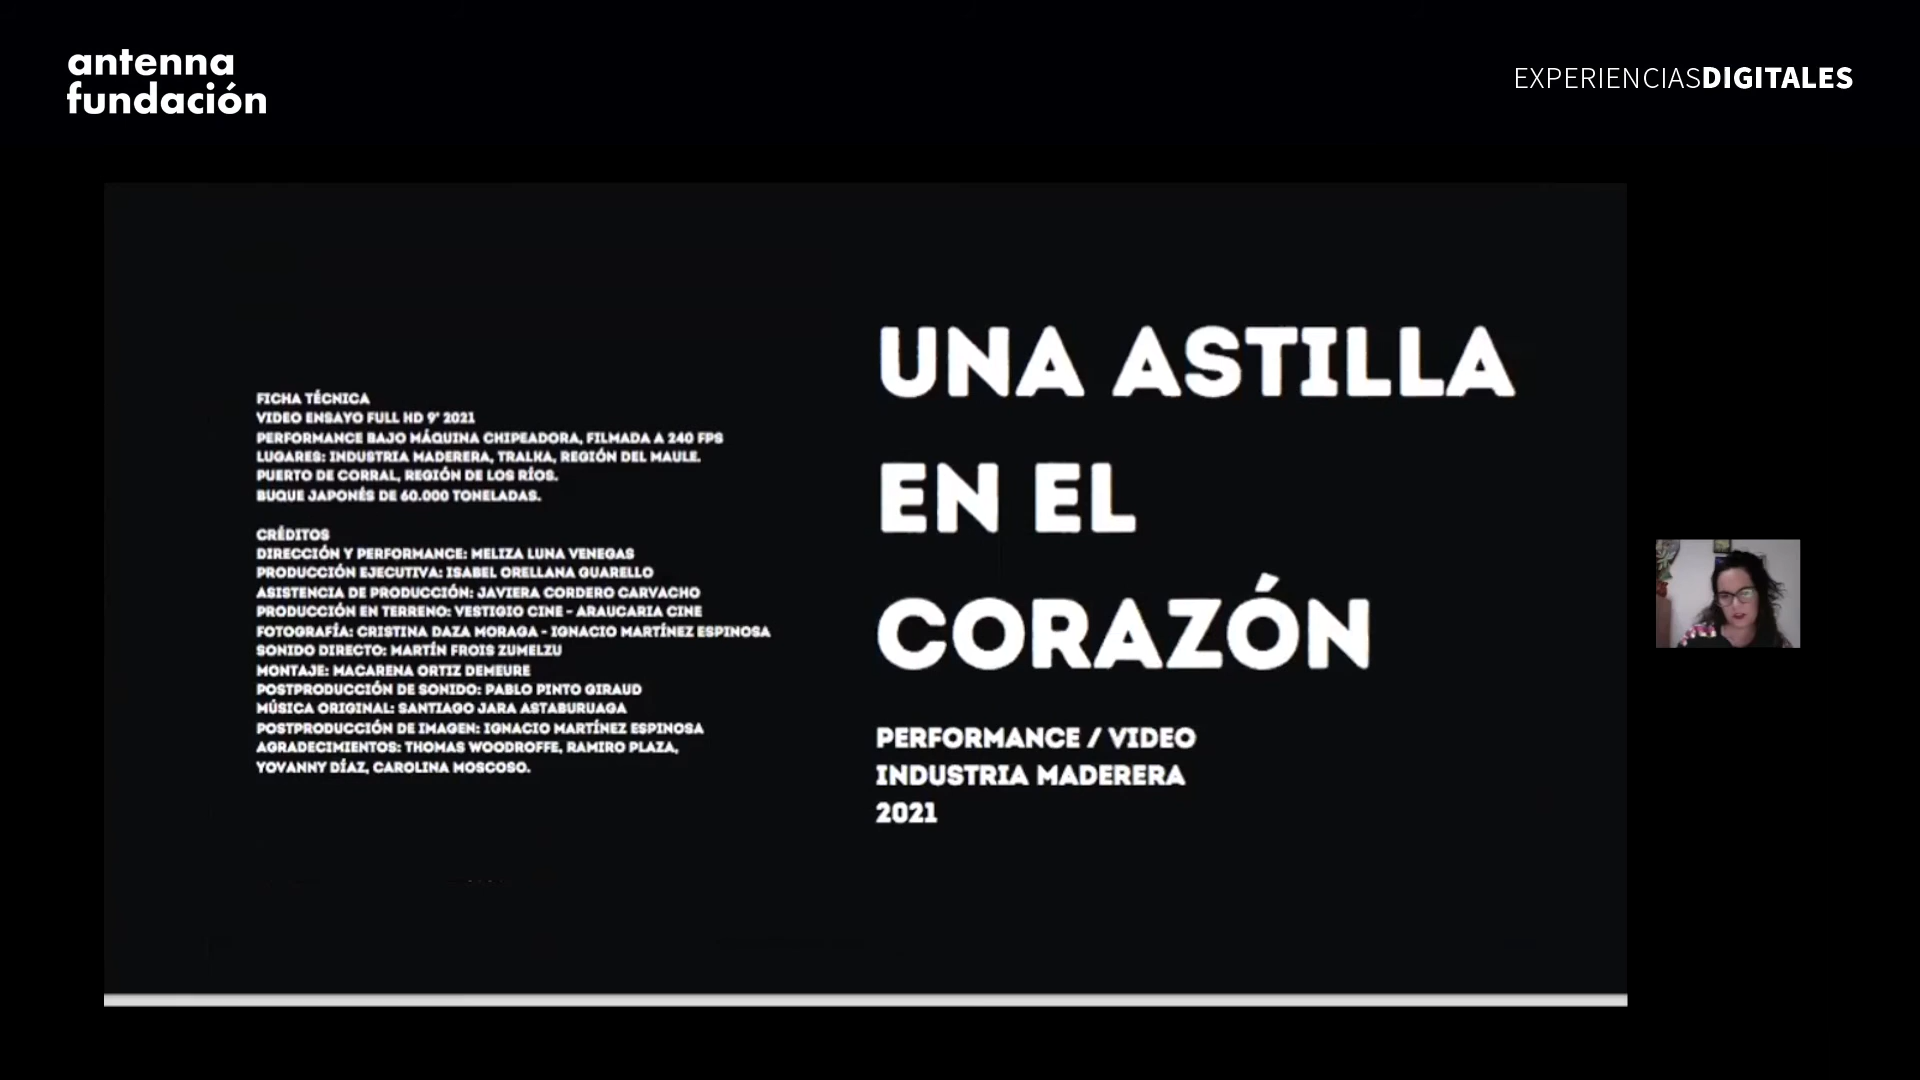 antenna
fundación
EXPERIENCIASDIGITALES
FICHA TÉCNICA
VIDEO ENSAYO FULL HD 9' 2021
PERFORMANCE BAJO MÁQUINA CHIPEADORA, FILMADA A 240 FPS
LUGARES: INDUSTRIA MADERERA, TRALKA, REGIÓN DEL MAULE.
PUERTO DE CORRAL, REGIÓN DE LOS RÍOS.
BUQUE JAPONÉS DE 60.000 TONELADAS.
CRÉDITOS
DIRECCIÓN Y PERFORMANCE: MELIZA LUNA VENEGAS
PRODUCCIÓN EJECUTIVA: ISABEL ORELLANA GUARELLO
ASISTENCIA DE PRODUCCIÓN: JAVIERA CORDERO CARVACHO
PRODUCCIÓN EN TERRENO: VESTIGIO CINE - ARAUCARIA CINE
FOTOGRAFÍA: CRISTINA DAZA MORAGA - IGNACIO MARTÍNEZ ESPINOSA
SONIDO DIRECTO: MARTÍN FROIS ZUMELZU
MONTAJE: MACARENA ORTIZ DEMEURE
POSTPRODUCCIÓN DE SONIDO: PABLO PINTO GIRAUD
MÚSICA ORIGINAL: SANTIAGO JARA ASTABURUAGA
POSTPRODUCCIÓN DE IMAGEN: IGNACIO MARTÍNEZ ESPINOSA
AGRADECIMIENTOS: THOMAS WOODROFFE, RAMIRO PLAZA,
YOVANNY DÍAZ, CAROLINA MOSCOSO.
UNA ASTILLA
EN EL
CORAZÓN
PERFORMANCE / VIDEO
INDUSTRIA MADERERA
2021